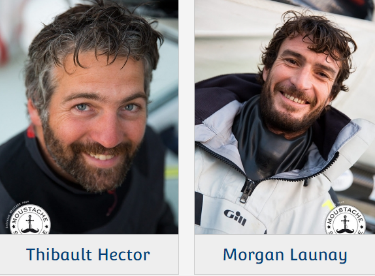 MOUSTACHE
Gill
MOUSTACHE
Thibault Hector
Morgan Launay